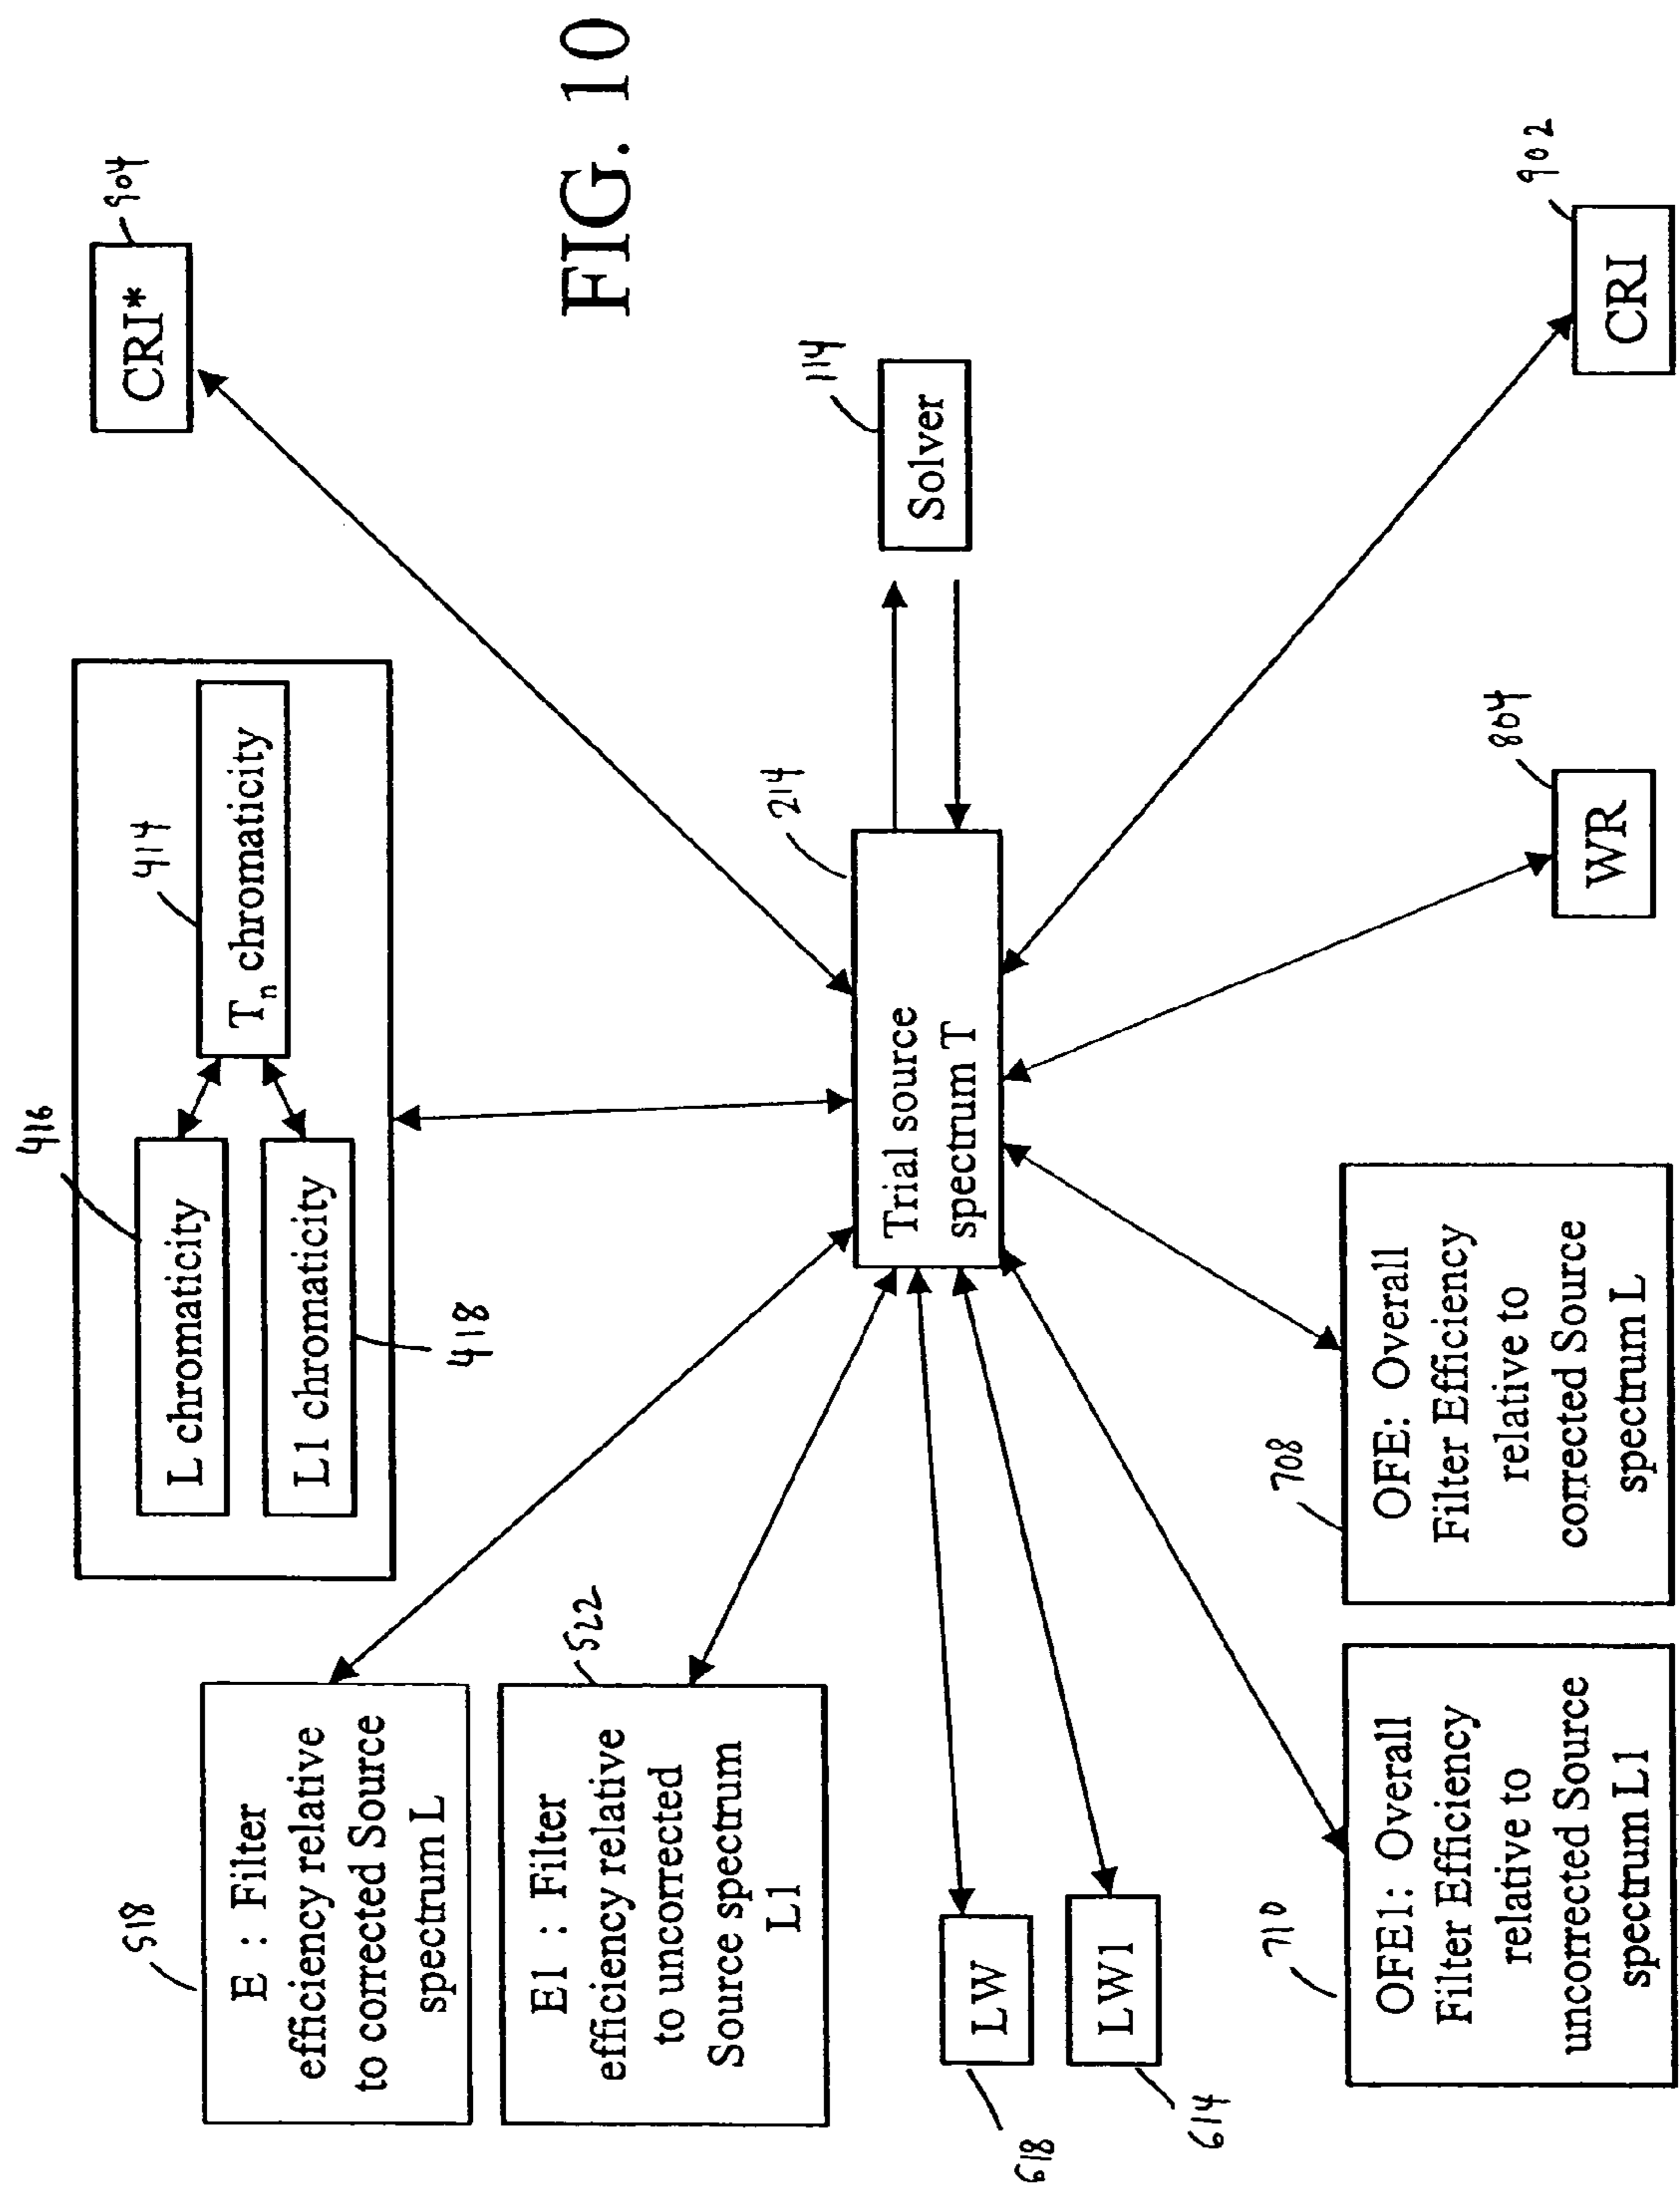 FIG. 10
518
E : Filter
efficiency relative
to corrected Source
spectrum L
522
E1 : Filter
efficiency relative
to uncorrected
Source spectrum
L1
416
L chromaticity
L1 chromaticity
418
414
Tn chromaticity
904
CRI*
LW
618
LW1
614
214
Trial source
spectrum T
114
Solver
710
OFE1: Overall
Filter Efficiency
relative to
uncorrected Source
spectrum L1
708
OFE: Overall
Filter Efficiency
relative to
corrected Source
spectrum L
804
WR
902
CRI